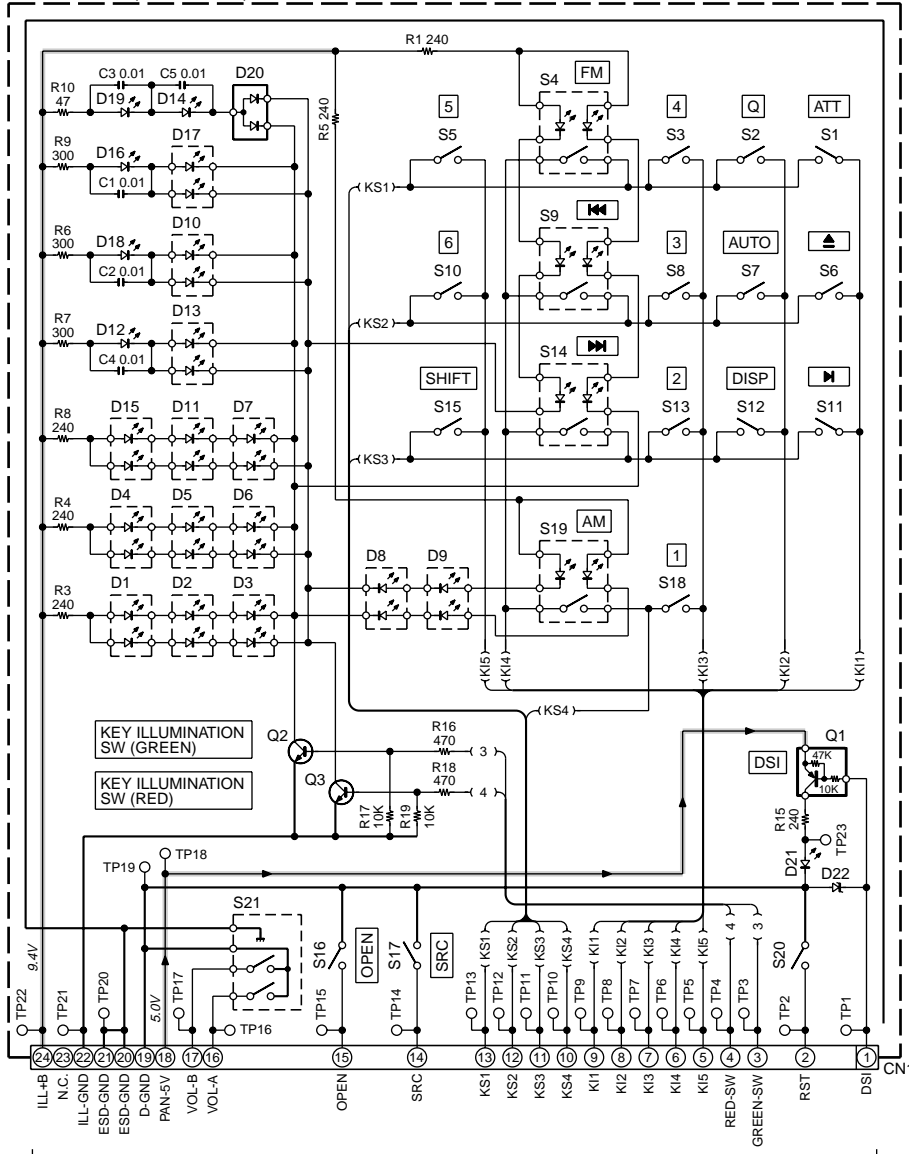 R1 240
C3 0.01
C5 0.01
D20
S4
FM
R10
47
D19
D14
R5 240
5
4
Q
ATT
S5
S3
S2
S1
R9
300
D16
D17
C1 0.01
KS1
S9
R6
300
D18
D10
C2 0.01
6
3
AUTO
S10
S8
S7
S6
R7
300
D12
D13
C4 0.01
KS2
S14
SHIFT
2
DISP
S15
S13
S12
S11
R8
240
D15
D11
D7
KS3
R4
240
D4
D5
D6
S19
AM
1
S18
R3
240
D1
D2
D3
D8
D9
KI5
KI4
KI3
KI2
KI1
KS4
KEY ILLUMINATION
SW (GREEN)
KEY ILLUMINATION
SW (RED)
Q2
Q3
R16
470
3
R18
470
4
R17
10K
R19
10K
DSI
Q1
47K
10K
R15
240
TP23
D21
D22
TP19
TP18
S21
S16
OPEN
S17
SRC
S20
9.4V
5.0V
KS1
KS2
KS3
KS4
KI1
KI2
KI3
KI4
KI5
4
3
TP22
TP21
TP20
TP17
TP16
TP15
TP14
TP13
TP12
TP11
TP10
TP9
TP8
TP7
TP6
TP5
TP4
TP3
TP2
TP1
24
23
22
21
20
19
18
17
16
15
14
13
12
11
10
9
8
7
6
5
4
3
2
1
CN1
ILL+B
N.C.
ILL-GND
ESD-GND
ESD-GND
D-GND
PAN-5V
VOL-B
VOL-A
OPEN
SRC
KS1
KS2
KS3
KS4
KI1
KI2
KI3
KI4
KI5
RED-SW
GREEN-SW
RST
DSI